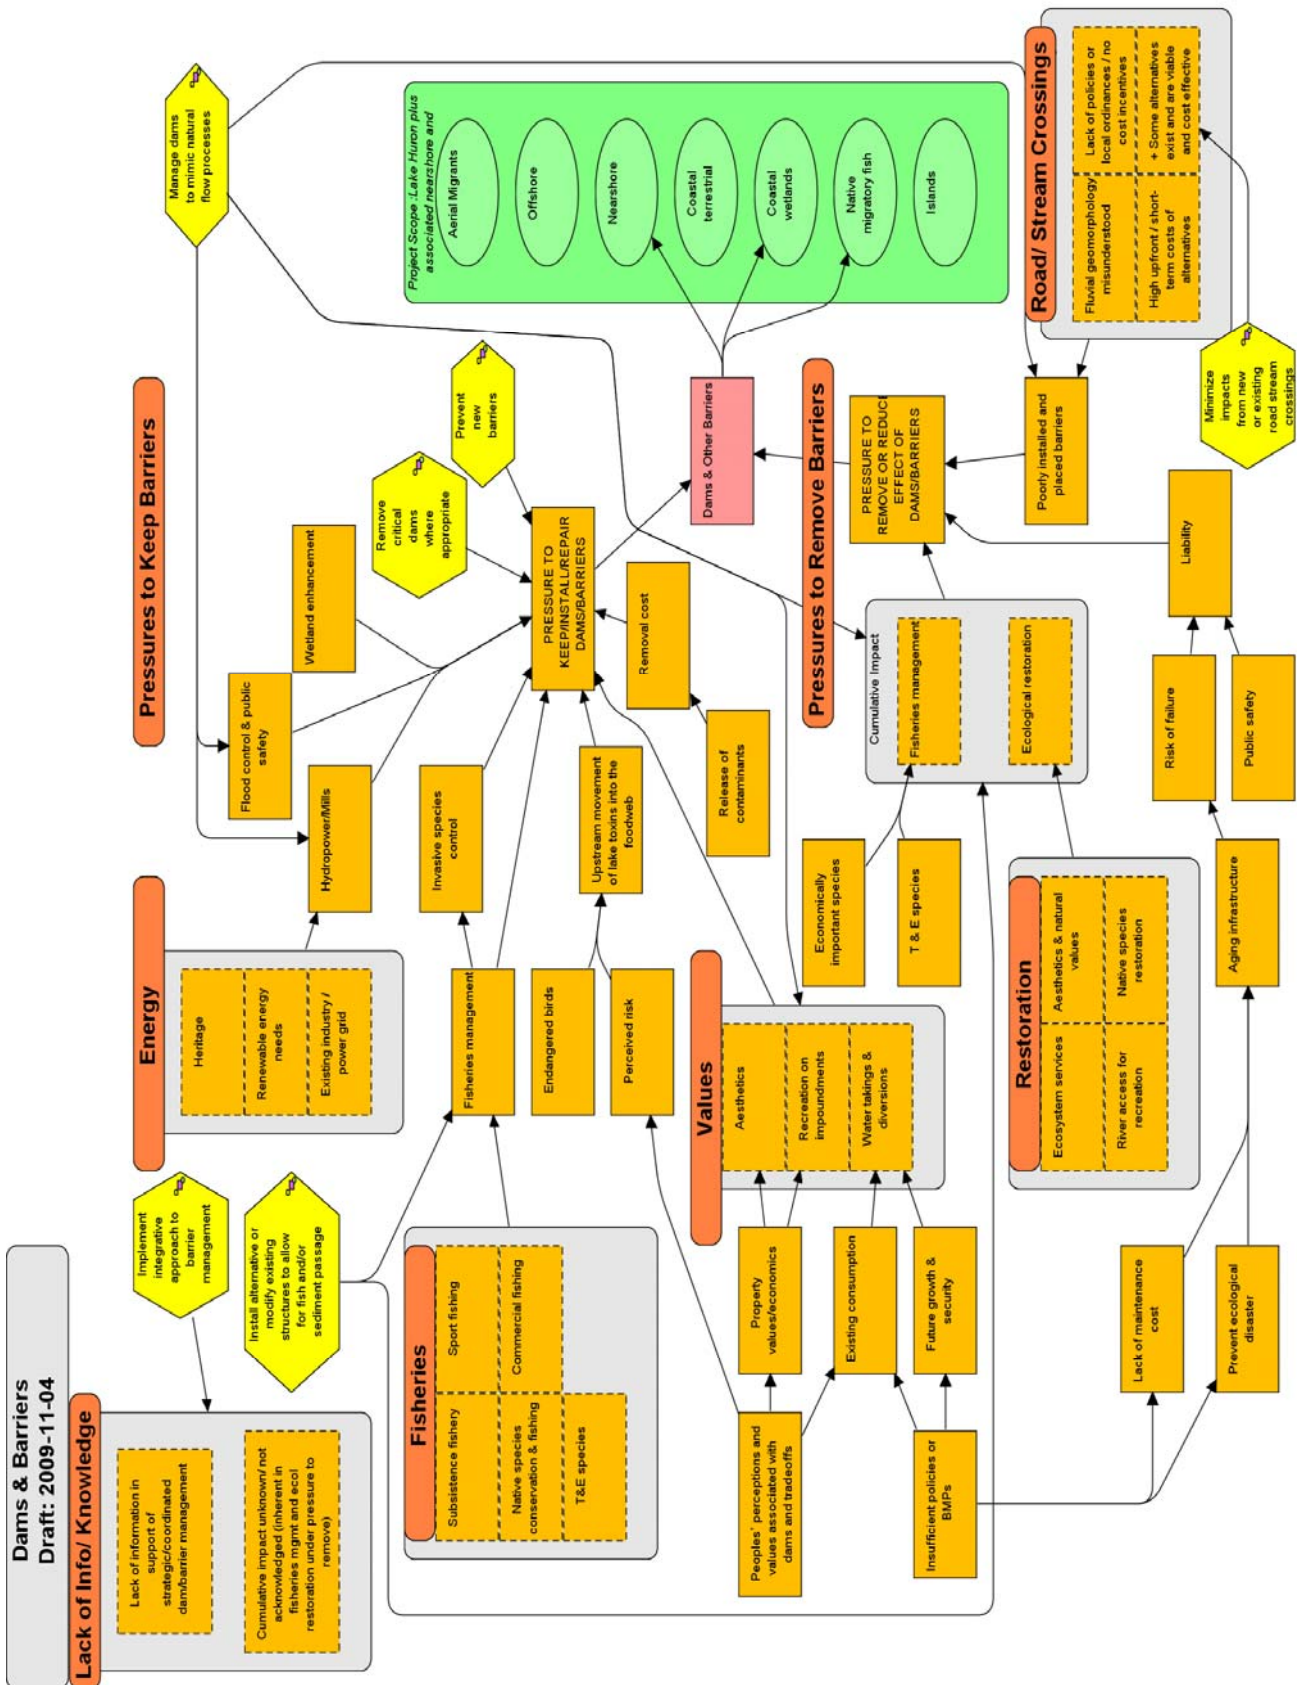 Dams & Barriers
Draft: 2009-11-04
Lack of Info/ Knowledge
Lack of information in
support of
strategic/coordinated
dam/barrier management
Cumulative impact unknown/ not
acknowledged (inherent in
fisheries mgmt and ecol
restoration under pressure to
remove)
Implement
integrative
approach to
barrier
management
Install alternative or
modify existing
structures to allow
for fish and/or
sediment passage
Energy
Heritage
Renewable energy
needs
Existing industry /
power grid
Pressures to Keep Barriers
Flood control & public
safety
Wetland enhancement
Hydropower/Mills
Manage dams
to mimic natural
flow processes
Remove
critical
dams
where
appropriate
Prevent
new
barriers
Fisheries
Subsistence fishery
Sport fishing
Native species
conservation & fishing
Commercial fishing
T&E species
Fisheries management
Invasive species
control
Endangered birds
Perceived risk
Upstream movement
of lake toxins into the
foodweb
PRESSURE TO
KEEP/INSTALL/REPAIR
DAMS/BARRIERS
Removal cost
Release of
contaminants
Project Scope :Lake Huron plus
associated nearshore and
Aerial Migrants
Offshore
Nearshore
Coastal
terrestrial
Coastal
wetlands
Native
migratory fish
Islands
Dams & Other Barriers
Values
Aesthetics
Recreation on
impoundments
Water takings &
diversions
Peoples' perceptions and
values associated with
dams and tradeoffs
Property
values/economics
Existing consumption
Future growth &
security
Insufficient policies or
BMPs
Pressures to Remove Barriers
PRESSURE TO
REMOVE OR REDUCE
EFFECT OF
DAMS/BARRIERS
Cumulative Impact
Fisheries management
Ecological restoration
Economically
important species
T & E species
Restoration
Ecosystem services
Aesthetics & natural
values
River access for
recreation
Native species
restoration
Road/ Stream Crossings
Fluvial geomorphology
misunderstood
Lack of policies or
local ordinances / no
cost incentives
High upfront / short-
term costs of
alternatives
+ Some alternatives
exist and are viable
and cost effective
Poorly installed and
placed barriers
Minimize
impacts
from new
or existing
road stream
crossings
Liability
Risk of failure
Public safety
Aging infrastructure
Lack of maintenance
cost
Prevent ecological
disaster